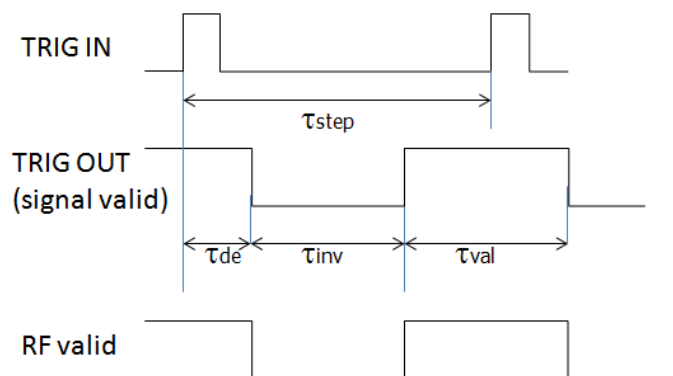 TRIG IN
τstep
TRIG OUT
(signal valid)
τde τinv τval
RF valid